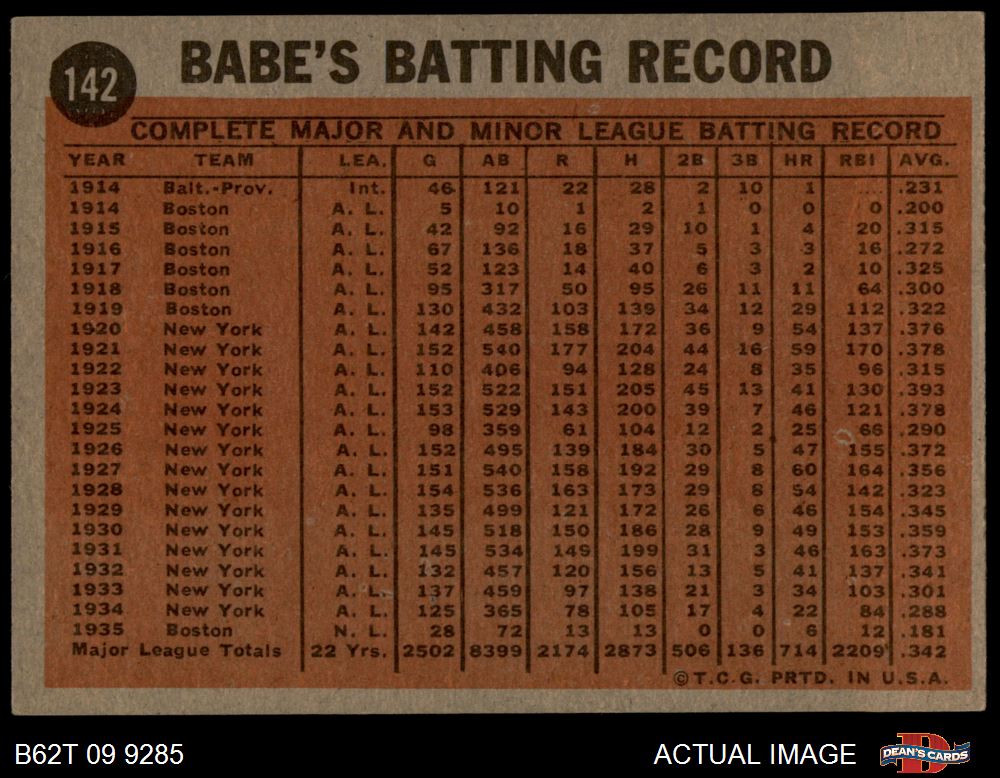 142 BABE'S BATTING RECORD
COMPLETE MAJOR AND MINOR LEAGUE BATTING RECORD
YEAR TEAM LEA. G AB R H 2B 3B HR RBI AVG.
1914 Balt.-Prov. Int. 46 121 22 28 2 10 1 .... .231
1914 Boston A. L. 5 10 1 2 1 0 0 0 .200
1915 Boston A. L. 42 92 16 29 10 1 4 20 .315
1916 Boston A. L. 67 136 18 37 5 3 3 16 .272
1917 Boston A. L. 52 123 14 40 6 3 2 10 .325
1918 Boston A. L. 95 317 50 95 26 11 11 64 .300
1919 Boston A. L. 130 432 103 139 34 12 29 112 .322
1920 New York A. L. 142 458 158 172 36 9 54 137 .376
1921 New York A. L. 152 540 177 204 44 16 59 170 .378
1922 New York A. L. 110 406 94 128 24 8 35 96 .315
1923 New York A. L. 152 522 151 205 45 13 41 130 .393
1924 New York A. L. 153 529 143 200 39 7 46 121 .378
1925 New York A. L. 98 359 61 104 12 2 25 66 .290
1926 New York A. L. 152 495 139 184 30 5 47 155 .372
1927 New York A. L. 151 540 158 192 29 8 60 164 .356
1928 New York A. L. 154 536 163 173 29 8 54 142 .323
1929 New York A. L. 135 499 121 172 26 6 46 154 .345
1930 New York A. L. 145 518 150 186 28 9 49 153 .359
1931 New York A. L. 145 534 149 199 31 3 46 163 .373
1932 New York A. L. 132 457 120 156 13 5 41 137 .341
1933 New York A. L. 137 459 97 138 21 3 34 103 .301
1934 New York A. L. 125 365 78 105 17 4 22 84 .288
1935 Boston N. L. 28 72 13 13 0 0 6 12 .181
Major League Totals 22 Yrs. 2502 8399 2174 2873 506 136 714 2209 .342
©T.C.G. PRTD. IN U.S.A.
B62T 09 9285 ACTUAL IMAGE DEAN'S CARDS